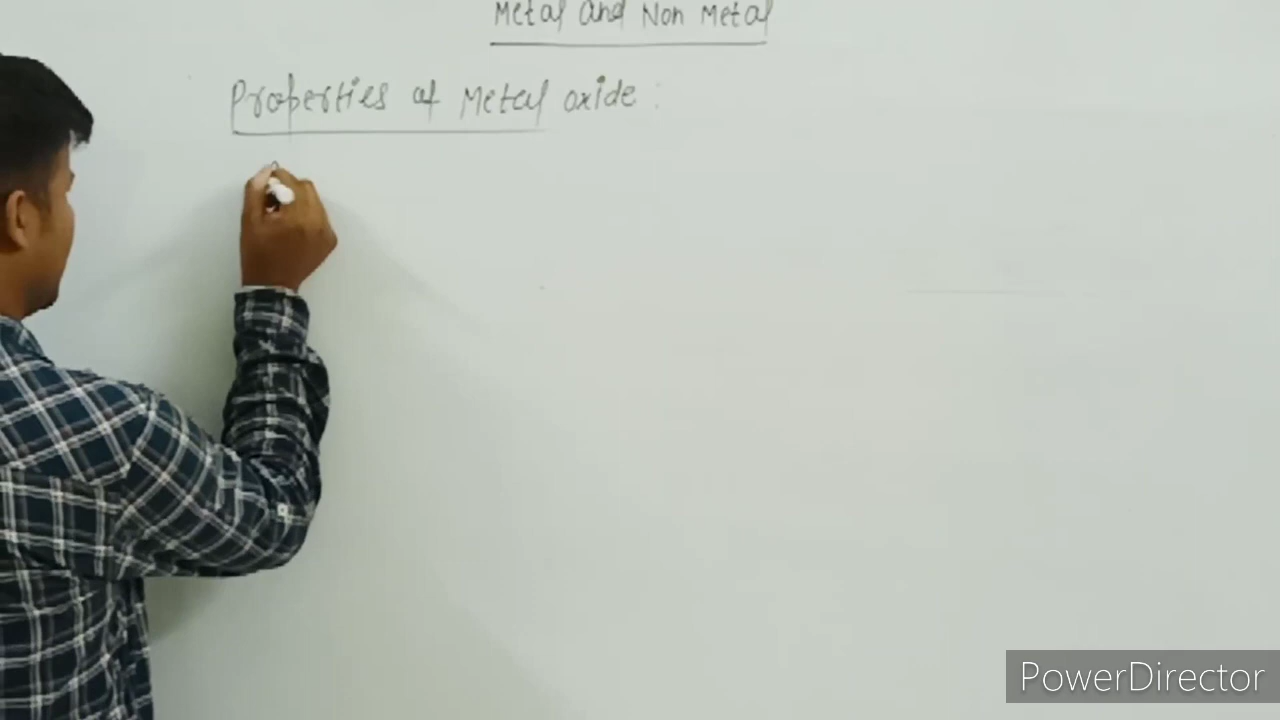 Metal and Non Metal
Properties of Metal oxide :
PowerDirector